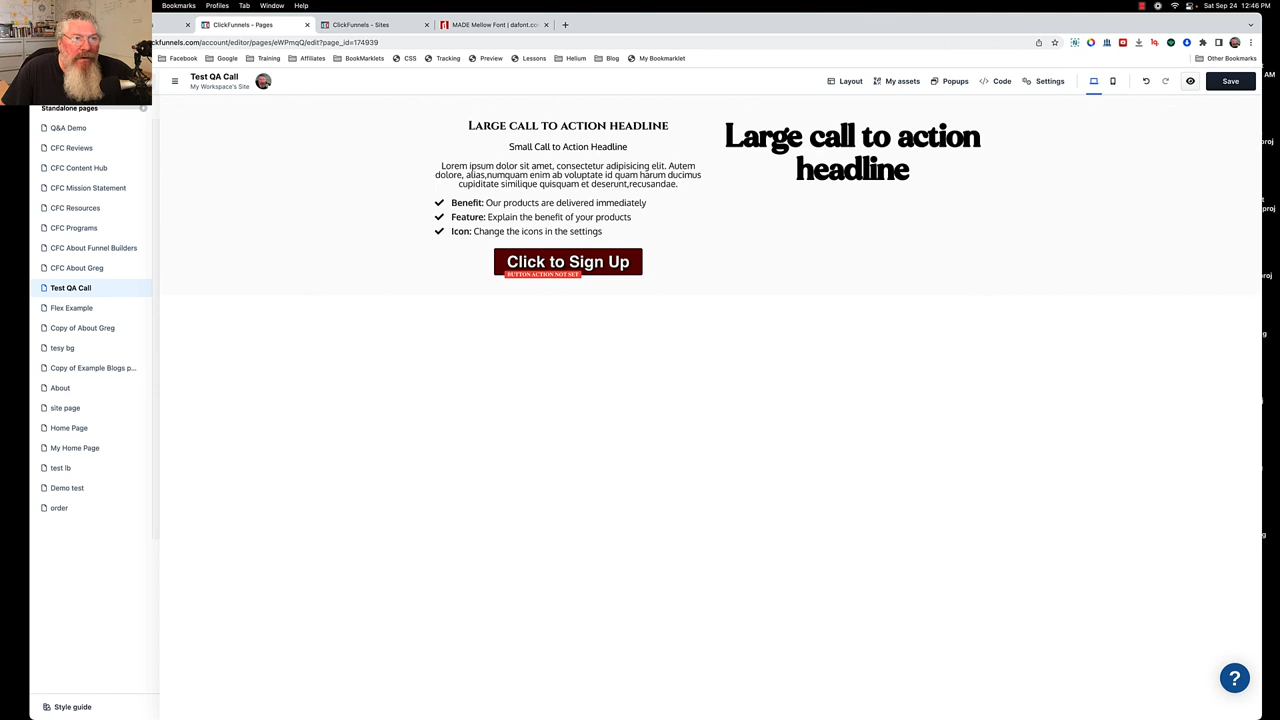 Bookmarks Profiles Tab Window Help
Sat Sep 24 12:46 PM
ClickFunnels - Pages
ClickFunnels - Sites
MADE Mellow Font | dafont.co
ckfunnels.com/account/editor/pages/eWPmqQ/edit?page_id=174939
Facebook Google Training Affiliates BookMarklets CSS Tracking Preview Lessons Helium Blog My Bookmarklet Other Bookmarks
AM
Test QA Call
My Workspace's Site
Layout My assets Popups Code Settings Save
Standalone pages
Q&A Demo
CFC Reviews
CFC Content Hub
CFC Mission Statement
CFC Resources
CFC Programs
CFC About Funnel Builders
CFC About Greg
Test QA Call
Flex Example
Copy of About Greg
tesy bg
Copy of Example Blogs p...
About
site page
Home Page
My Home Page
test lb
Demo test
order
Style guide
Large call to action headline
Small Call to Action Headline
Lorem ipsum dolor sit amet, consectetur adipisicing elit. Autem
dolore, alias,numquam enim ab voluptate id quam harum ducimus
cupiditate similique quisquam et deserunt,recusandae.
Benefit: Our products are delivered immediately
Feature: Explain the benefit of your products
Icon: Change the icons in the settings
Click to Sign Up
BUTTON ACTION NOT SET
Large call to action
headline
?